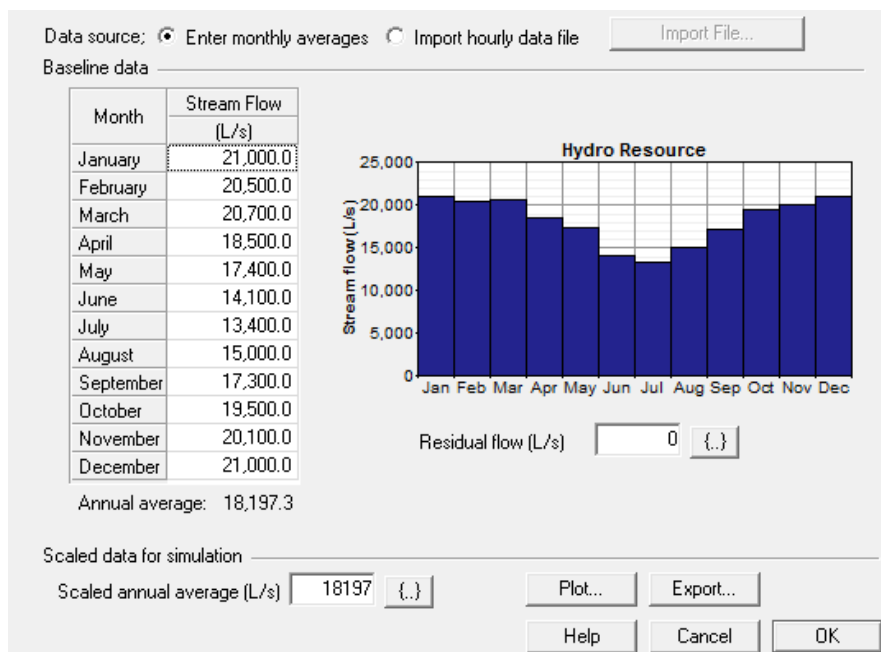 Data source; Enter monthly averages Import hourly data file Import File...
Baseline data
Month Stream Flow
(L/s)
January 21,000.0
February 20,500.0
March 20,700.0
April 18,500.0
May 17,400.0
June 14,100.0
July 13,400.0
August 15,000.0
September 17,300.0
October 19,500.0
November 20,100.0
December 21,000.0
Annual average: 18,197.3
Hydro Resource
Stream flow (L/s)
25,000
20,000
15,000
10,000
5,000
0
Jan Feb Mar Apr May Jun Jul Aug Sep Oct Nov Dec
Residual flow (L/s) 0 {..}
Scaled data for simulation
Scaled annual average (L/s) 18197 {..} Plot... Export...
Help Cancel OK